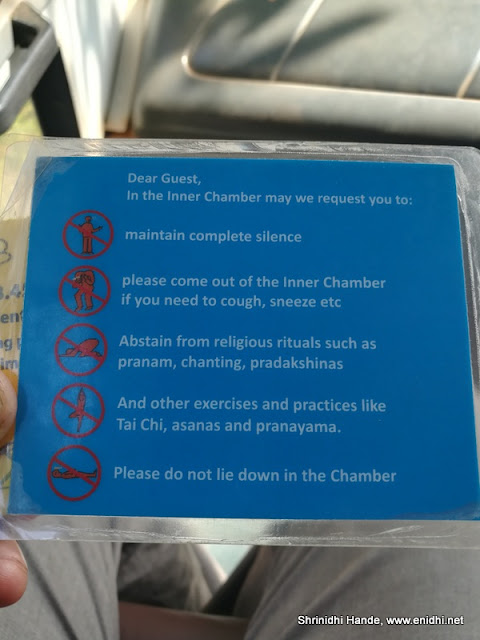 Dear Guest,
In the Inner Chamber may we request you to:
maintain complete silence
please come out of the Inner Chamber
if you need to cough, sneeze etc
Abstain from religious rituals such as
pranam, chanting, pradakshinas
And other exercises and practices like
Tai Chi, asanas and pranayama.
Please do not lie down in the Chamber
Shrinidhi Hande, www.enidhi.net